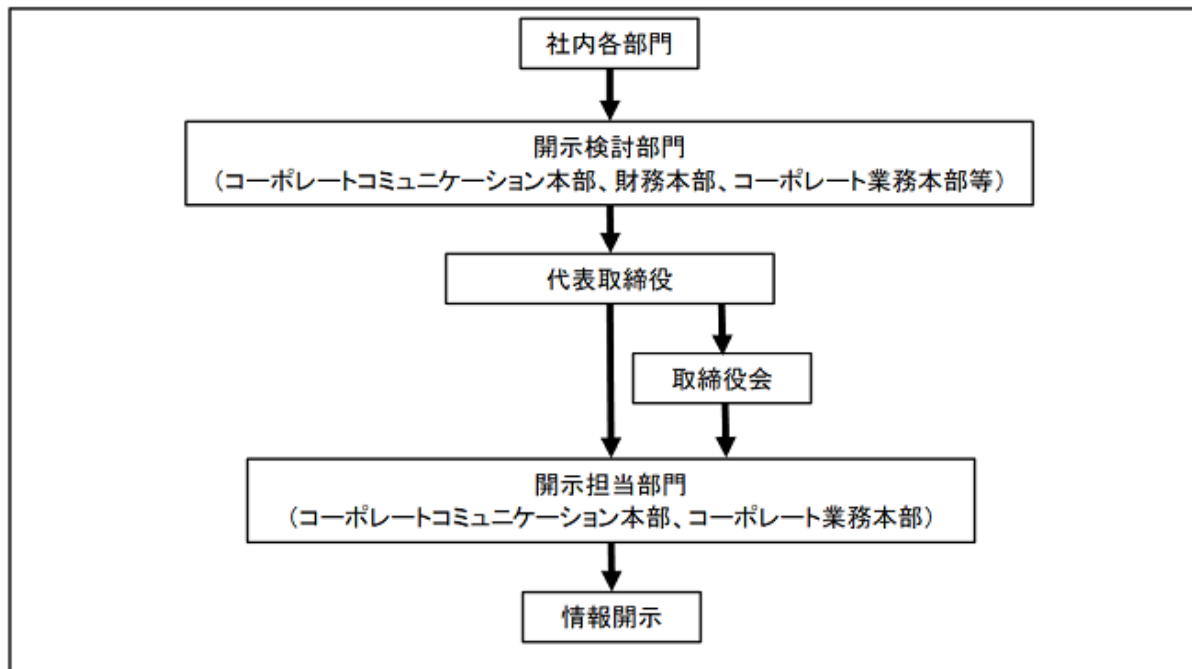 社内各部門
開示検討部門
（コーポレートコミュニケーション本部、財務本部、コーポレート業務本部等）
代表取締役
取締役会
開示担当部門
（コーポレートコミュニケーション本部、コーポレート業務本部）
情報開示